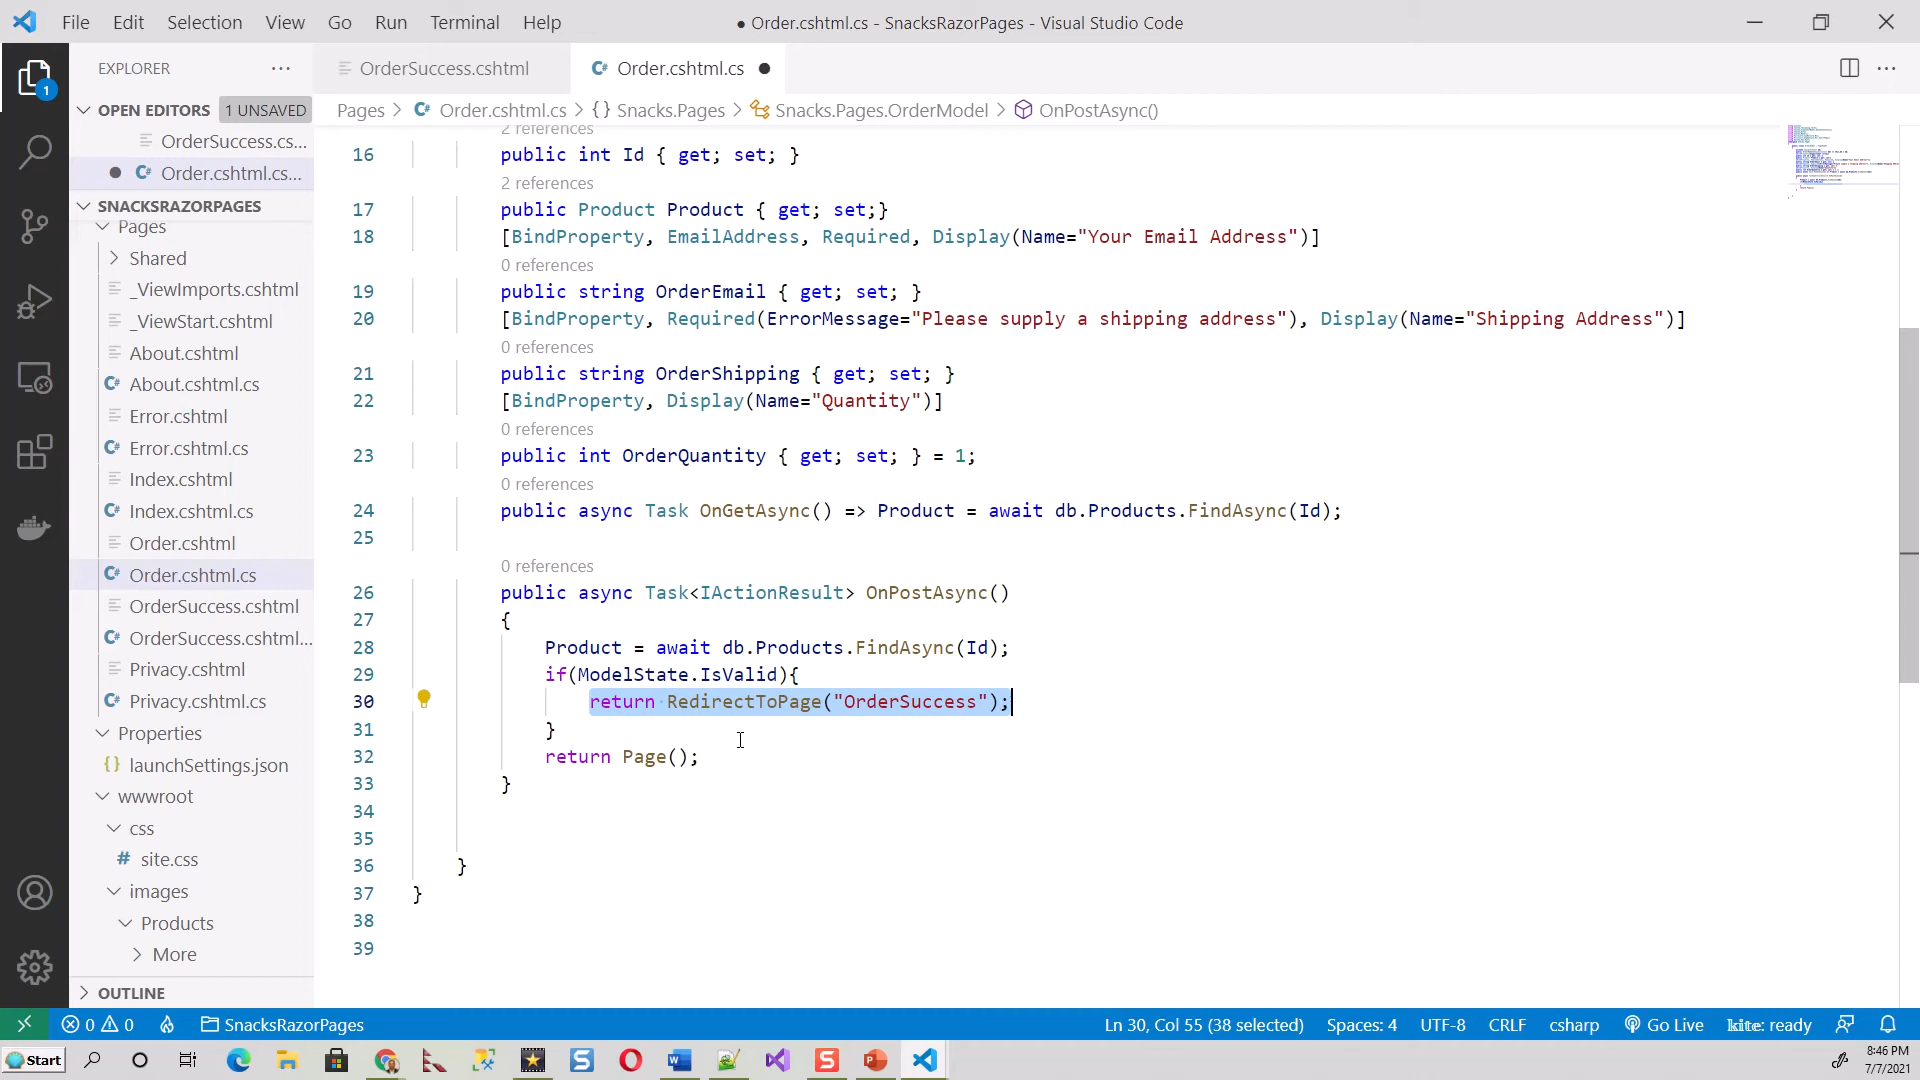 File Edit Selection View Go Run Terminal Help
● Order.cshtml.cs - SnacksRazorPages - Visual Studio Code
EXPLORER
OPEN EDITORS 1 UNSAVED
OrderSuccess.cs...
Order.cshtml.cs...
SNACKSRAZORPAGES
Pages
Shared
_ViewImports.cshtml
_ViewStart.cshtml
About.cshtml
About.cshtml.cs
Error.cshtml
Error.cshtml.cs
Index.cshtml
Index.cshtml.cs
Order.cshtml
Order.cshtml.cs
OrderSuccess.cshtml
OrderSuccess.cshtml...
Privacy.cshtml
Privacy.cshtml.cs
Properties
launchSettings.json
wwwroot
css
site.css
images
Products
More
OUTLINE
OrderSuccess.cshtml
Order.cshtml.cs ●
Pages > Order.cshtml.cs > {} Snacks.Pages > Snacks.Pages.OrderModel > OnPostAsync()
2 references
16 public int Id { get; set; }
2 references
17 public Product Product { get; set;}
18 [BindProperty, EmailAddress, Required, Display(Name="Your Email Address")]
0 references
19 public string OrderEmail { get; set; }
20 [BindProperty, Required(ErrorMessage="Please supply a shipping address"), Display(Name="Shipping Address")]
0 references
21 public string OrderShipping { get; set; }
22 [BindProperty, Display(Name="Quantity")]
0 references
23 public int OrderQuantity { get; set; } = 1;
0 references
24 public async Task OnGetAsync() => Product = await db.Products.FindAsync(Id);
25
0 references
26 public async Task<IActionResult> OnPostAsync()
27 {
28 Product = await db.Products.FindAsync(Id);
29 if(ModelState.IsValid){
30 return RedirectToPage("OrderSuccess");
31 }
32 return Page();
33 }
34
35
36 }
37 }
38
39
0 0 SnacksRazorPages
Ln 30, Col 55 (38 selected) Spaces: 4 UTF-8 CRLF csharp Go Live kite: ready
Start
8:46 PM
7/7/2021